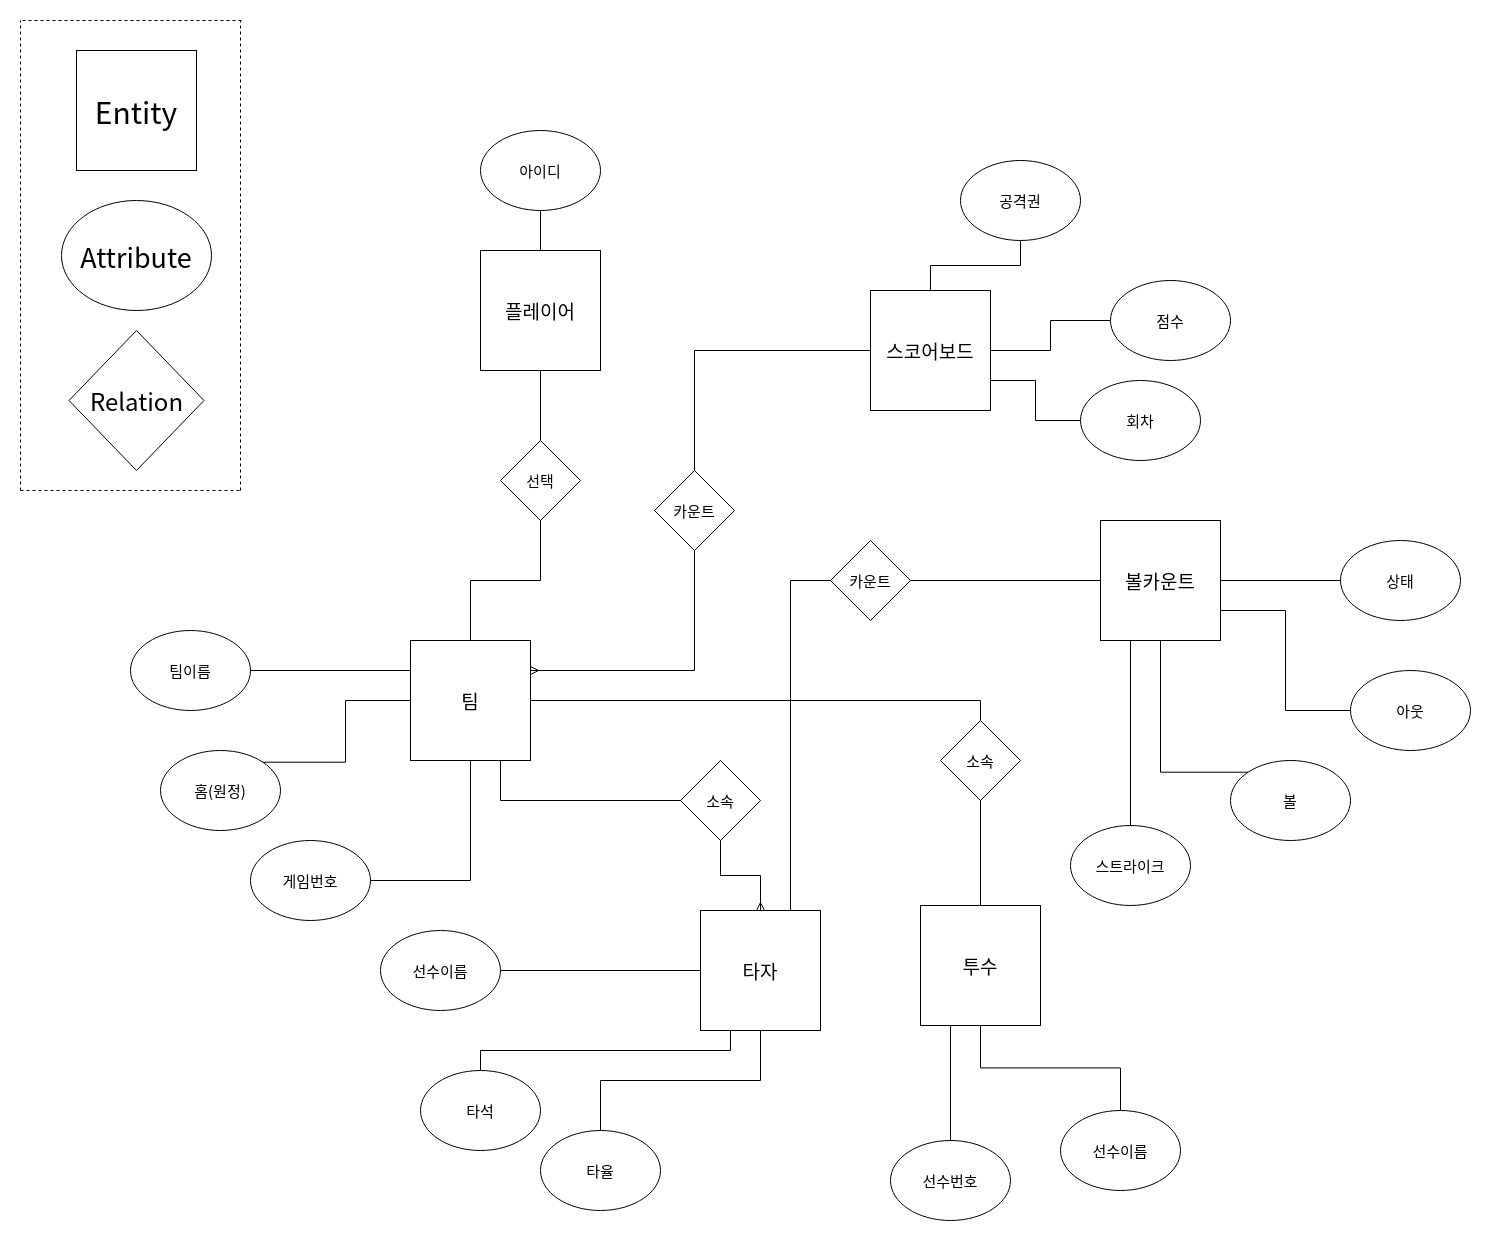 Entity
Attribute
Relation
아이디
플레이어
선택
공격권
스코어보드
점수
회차
카운트
카운트
볼카운트
상태
아웃
볼
스트라이크
팀이름
팀
홈(원정)
게임번호
소속
소속
선수이름
타자
타석
타율
투수
선수번호
선수이름